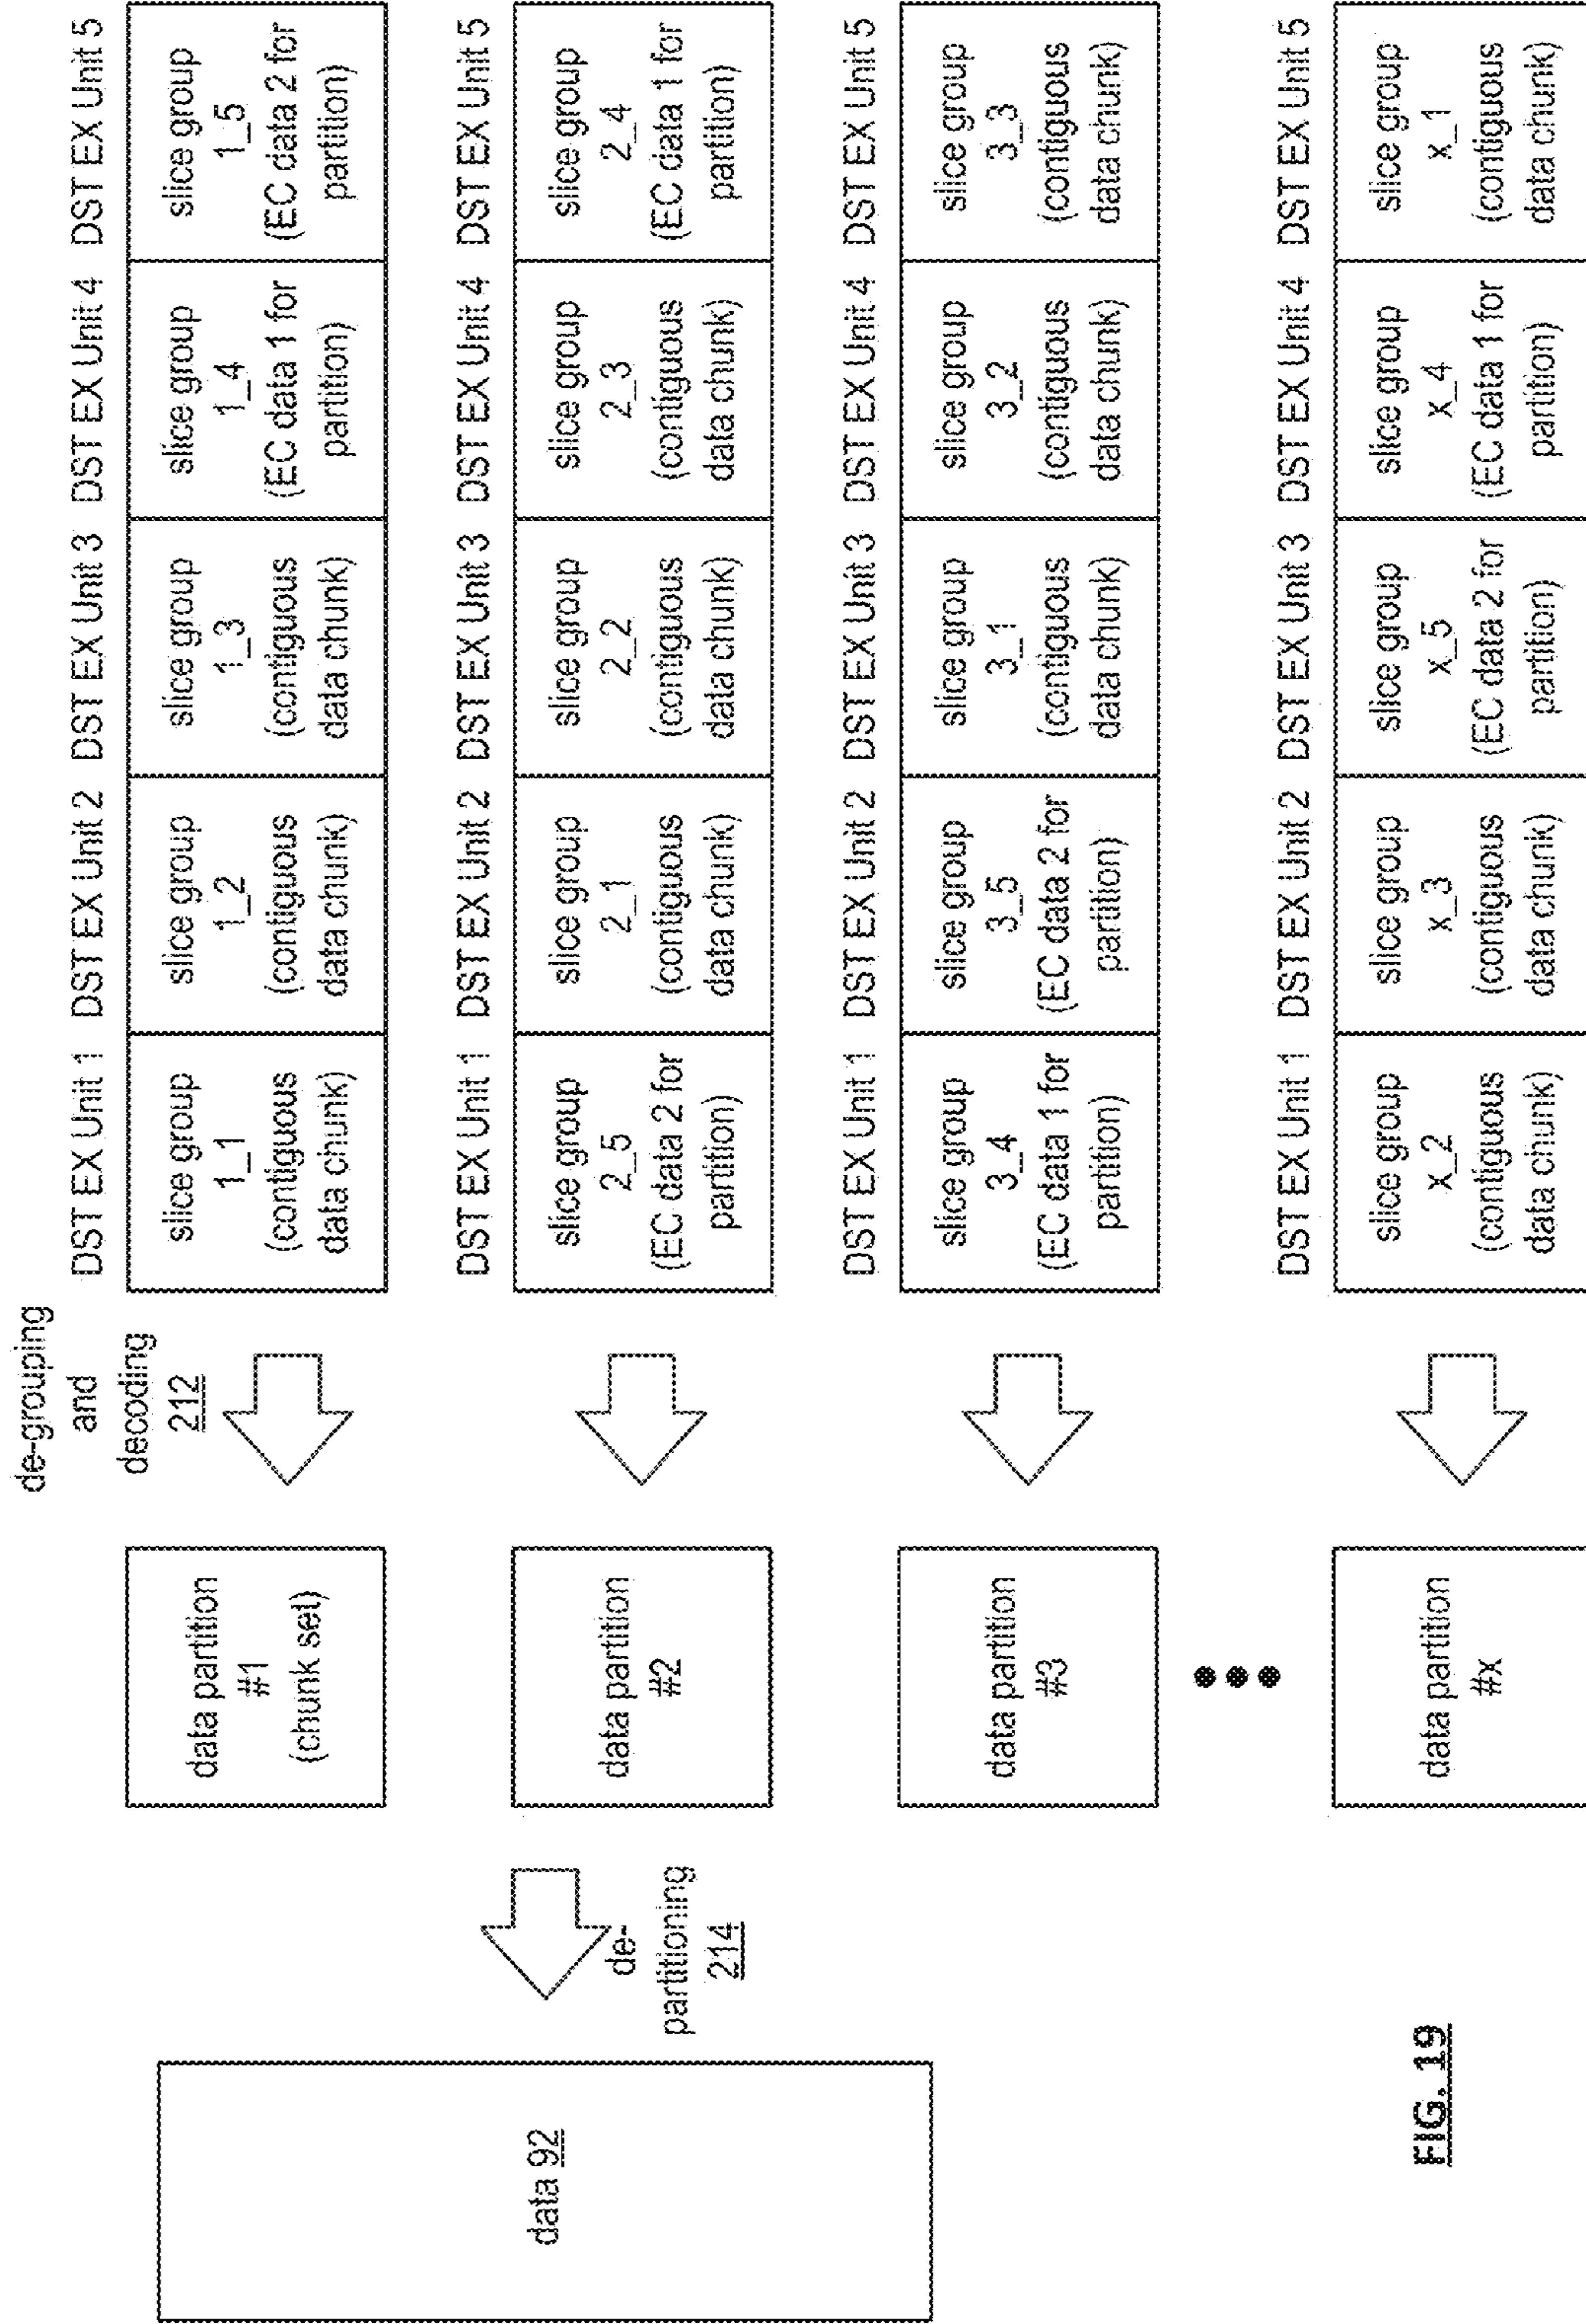 de-grouping
and
decoding
212
DST EX Unit 1 DST EX Unit 2 DST EX Unit 3 DST EX Unit 4 DST EX Unit 5
data partition
#1
(chunk set)
slice group
1_1
(contiguous
data chunk)
slice group
1_2
(contiguous
data chunk)
slice group
1_3
(contiguous
data chunk)
slice group
1_4
(EC data 1 for
partition)
slice group
1_5
(EC data 2 for
partition)
DST EX Unit 1 DST EX Unit 2 DST EX Unit 3 DST EX Unit 4 DST EX Unit 5
data 92
de-
partitioning
214
data partition
#2
slice group
2_5
(EC data 2 for
partition)
slice group
2_1
(contiguous
data chunk)
slice group
2_2
(contiguous
data chunk)
slice group
2_3
(contiguous
data chunk)
slice group
2_4
(EC data 1 for
partition)
DST EX Unit 1 DST EX Unit 2 DST EX Unit 3 DST EX Unit 4 DST EX Unit 5
data partition
#3
slice group
3_4
(EC data 1 for
partition)
slice group
3_5
(EC data 2 for
partition)
slice group
3_1
(contiguous
data chunk)
slice group
3_2
(contiguous
data chunk)
slice group
3_3
(contiguous
data chunk)
DST EX Unit 1 DST EX Unit 2 DST EX Unit 3 DST EX Unit 4 DST EX Unit 5
data partition
#x
slice group
x_2
(contiguous
data chunk)
slice group
x_3
(contiguous
data chunk)
slice group
x_5
(EC data 2 for
partition)
slice group
x_4
(EC data 1 for
partition)
slice group
x_1
(contiguous
data chunk)
FIG. 19